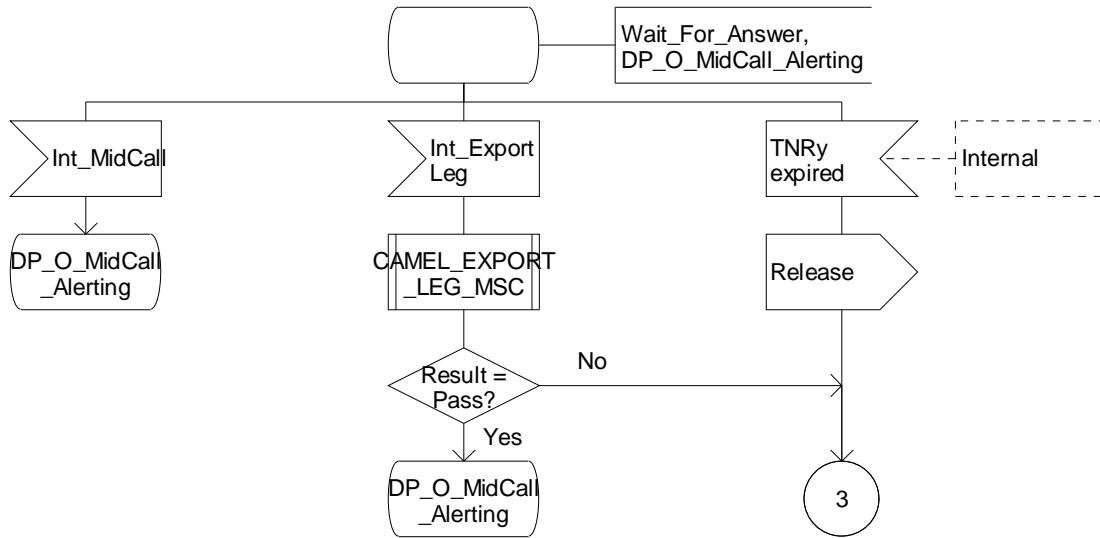 Wait_For_Answer,
DP_O_MidCall_Alerting
Int_MidCall
Int_Export
Leg
TNRy
expired
Internal
DP_O_MidCall
_Alerting
CAMEL_EXPORT
_LEG_MSC
Release
Result =
Pass?
No
Yes
DP_O_MidCall
_Alerting
3